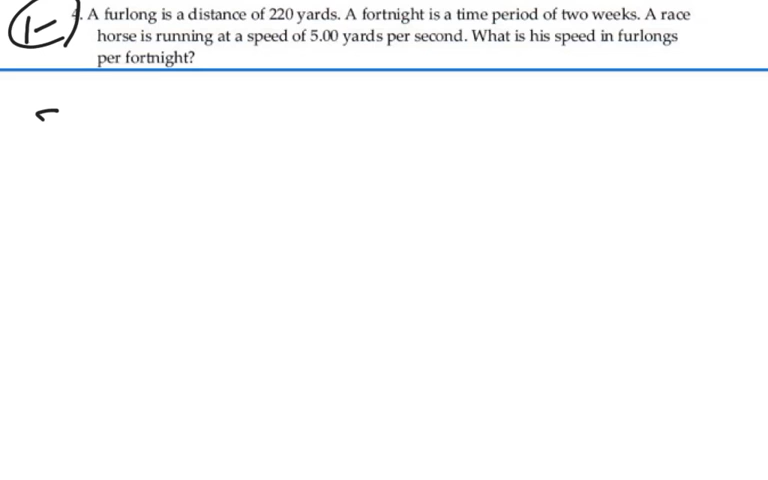 A furlong is a distance of 220 yards. A fortnight is a time period of two weeks. A race
horse is running at a speed of 5.00 yards per second. What is his speed in furlongs
per fortnight?